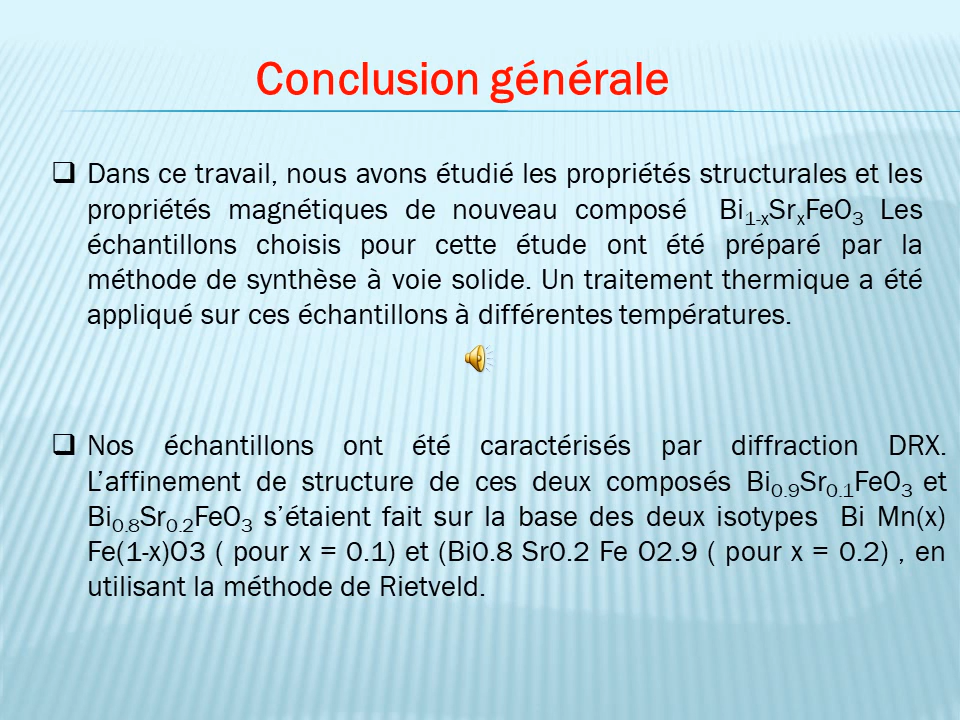 Conclusion générale
Dans ce travail, nous avons étudié les propriétés structurales et les
propriétés magnétiques de nouveau composé Bi₁₋ₓSrₓFeO₃ Les
échantillons choisis pour cette étude ont été préparé par la
méthode de synthèse à voie solide. Un traitement thermique a été
appliqué sur ces échantillons à différentes températures.
Nos échantillons ont été caractérisés par diffraction DRX.
L’affinement de structure de ces deux composés Bi₀.₉Sr₀.₁FeO₃ et
Bi₀.₈Sr₀.₂FeO₃ s’étaient fait sur la base des deux isotypes Bi Mn(x)
Fe(1-x)O3 ( pour x = 0.1) et (Bi0.8 Sr0.2 Fe O2.9 ( pour x = 0.2) , en
utilisant la méthode de Rietveld.